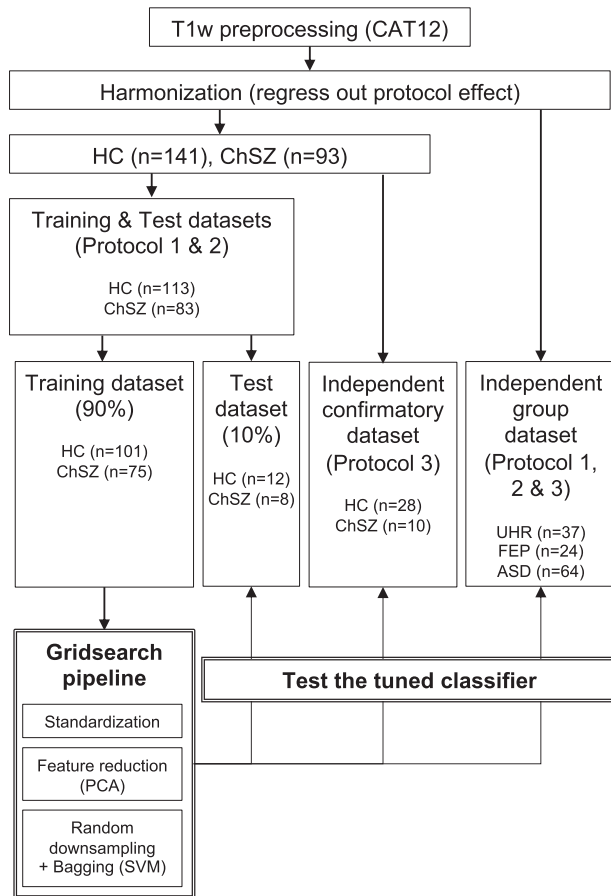 T1w preprocessing (CAT12)
Harmonization (regress out protocol effect)
HC (n=141), ChSZ (n=93)
Training & Test datasets
(Protocol 1 & 2)
HC (n=113)
ChSZ (n=83)
Training dataset
(90%)
HC (n=101)
ChSZ (n=75)
Test
dataset
(10%)
HC (n=12)
ChSZ (n=8)
Independent
confirmatory
dataset
(Protocol 3)
HC (n=28)
ChSZ (n=10)
Independent
group
dataset
(Protocol 1,
2 & 3)
UHR (n=37)
FEP (n=24)
ASD (n=64)
Gridsearch
pipeline
Standardization
Feature reduction
(PCA)
Random
downsampling
+ Bagging (SVM)
Test the tuned classifier